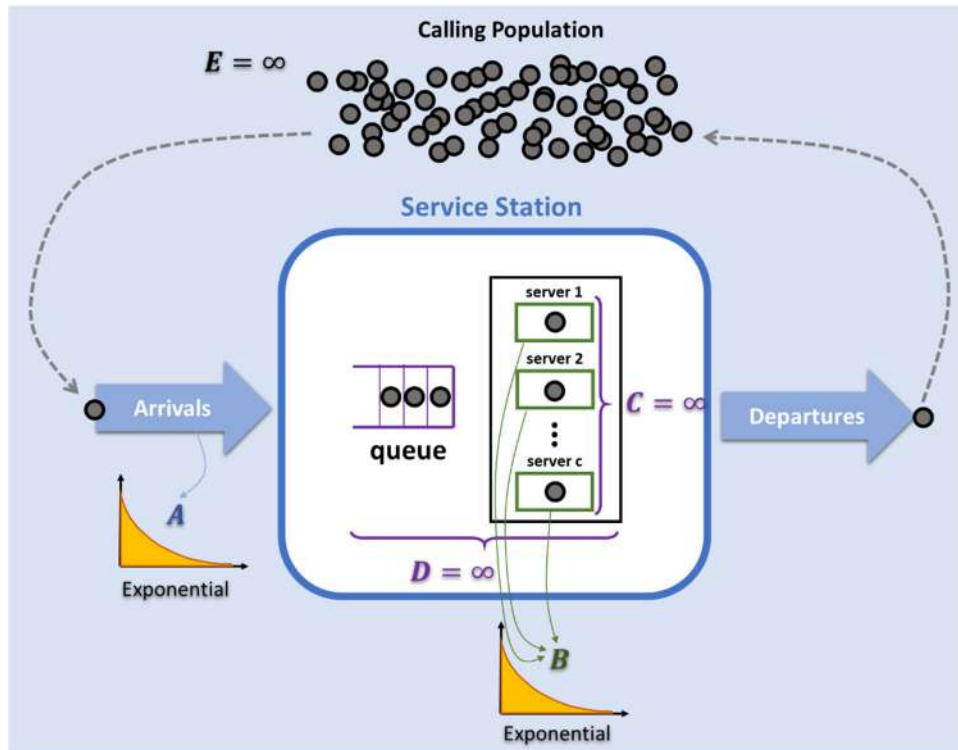 Calling Population
E = ∞
Service Station
server 1
server 2
C = ∞
Arrivals
Departures
queue
server c
A
D = ∞
Exponential
B
Exponential